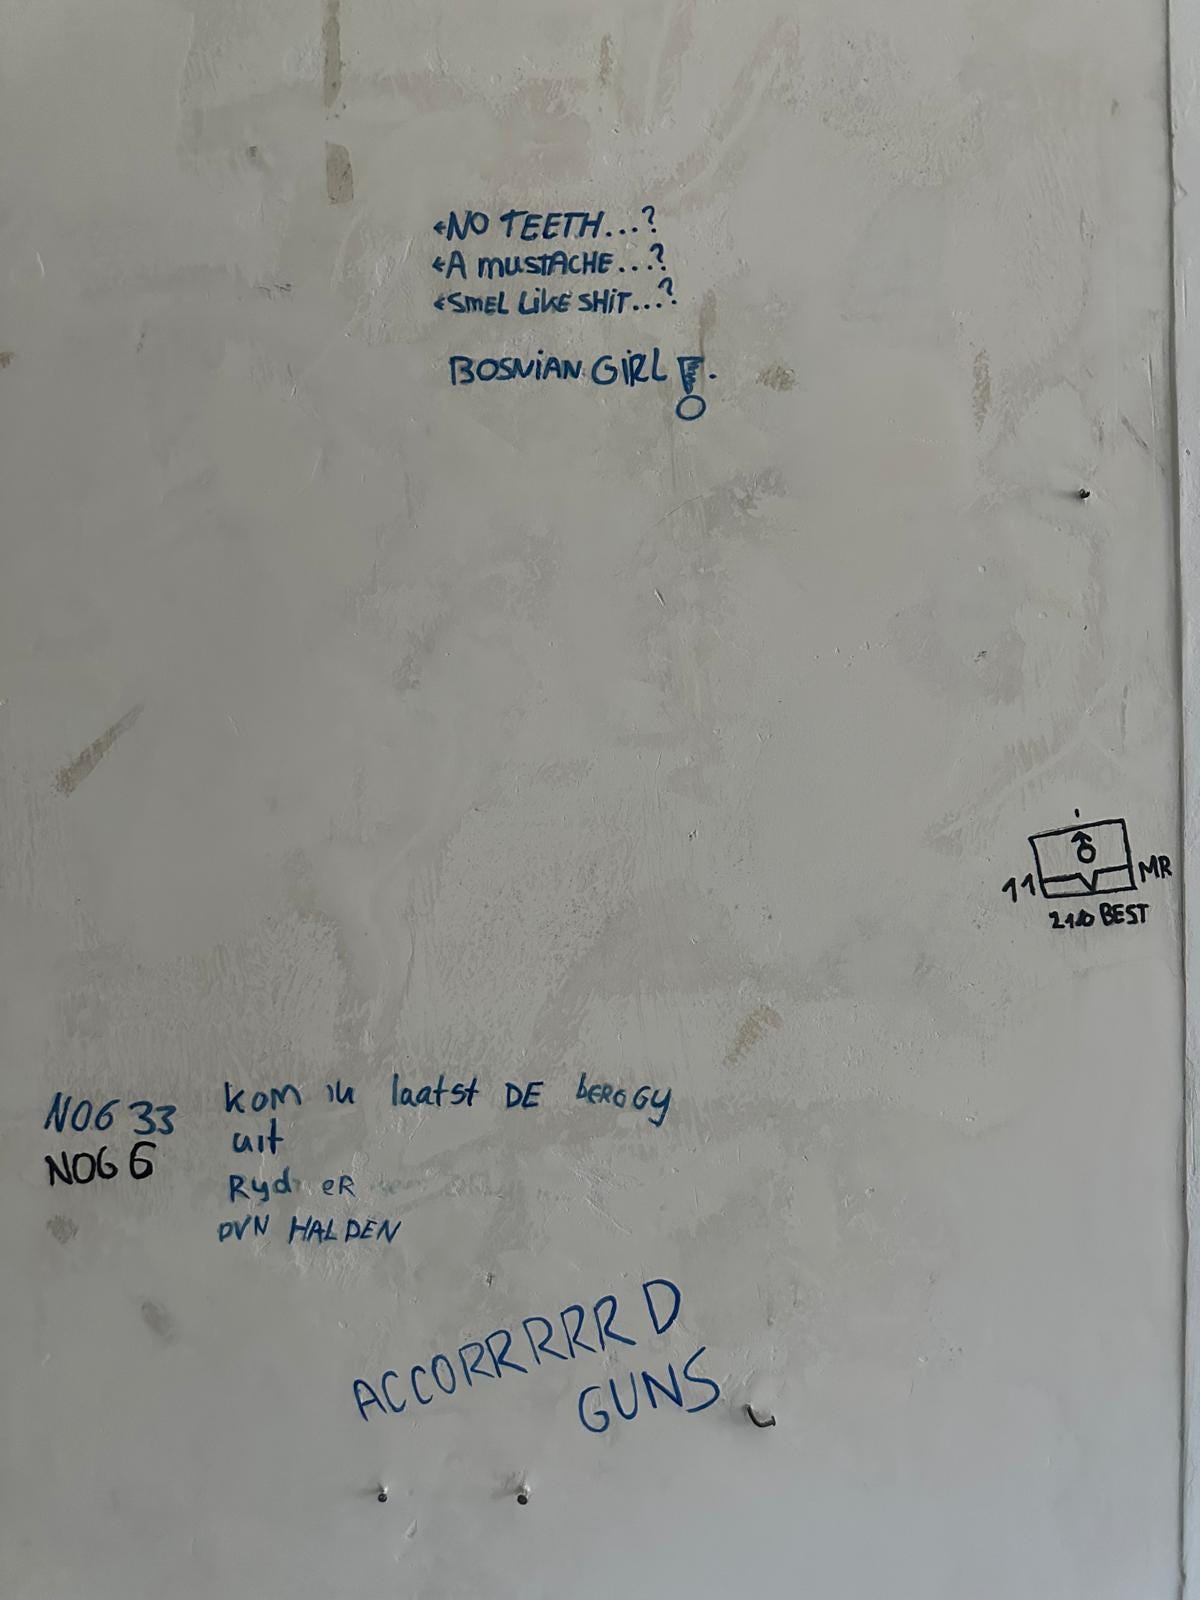 NO TEETH...?
A MUSTACHE...?
SMEL LIKE SHIT...?
BOSNIAN GIRL!.
11
MR
BEST
NOG 33
NOG 6
kom ik laatst DE
uit
eR
HALDEN
ACCORRRRRD
GUNS